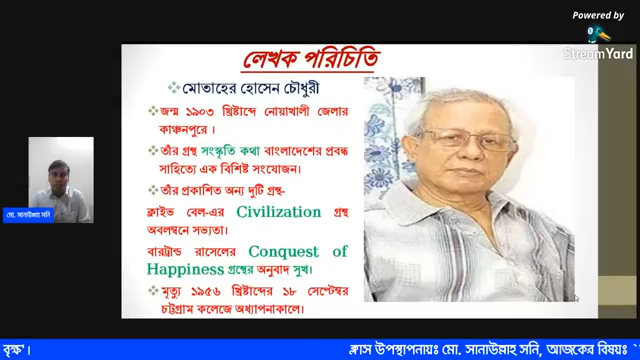 Powered by
StreamYard
লেখক পরিচিতি
মোতাহের হোসেন চৌধুরী
জন্ম ১৯০৩ খ্রিষ্টাব্দে নোয়াখালী জেলার
কাঞ্চনপুরে ।
তাঁর গ্রন্থ সংস্কৃতি কথা বাংলাদেশের প্রবন্ধ
সাহিত্যে এক বিশিষ্ট সংযোজন।
তাঁর প্রকাশিত অন্য দুটি গ্রন্থ-
ক্লাইভ বেল-এর Civilization গ্রন্থ
অবলম্বনে সভ্যতা।
বারট্রান্ড রাসেলের Conquest of
Happiness গ্রন্থের অনুবাদ সুখ।
মৃত্যু ১৯৫৬ খ্রিষ্টাব্দের ১৮ সেপ্টেম্বর
চট্টগ্রাম কলেজে অধ্যাপনাকালে।
মো. সানাউল্লাহ সনি
বৃক্ষ'। ক্লাস উপস্থাপনায়ঃ মো. সানাউল্লাহ সনি, আজকের বিষয়ঃ `